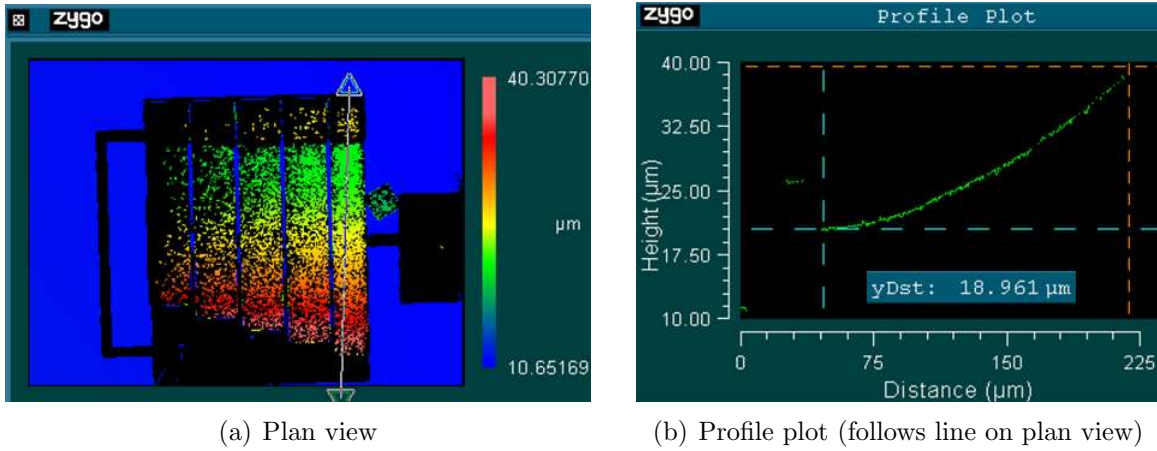 zygo
40.30770
µm
10.65169
(a) Plan view
zygo
Profile Plot
40.00
32.50
25.00
17.50
10.00
Height (µm)
yDst: 18.961 µm
0
75
150
225
Distance (µm)
(b) Profile plot (follows line on plan view)